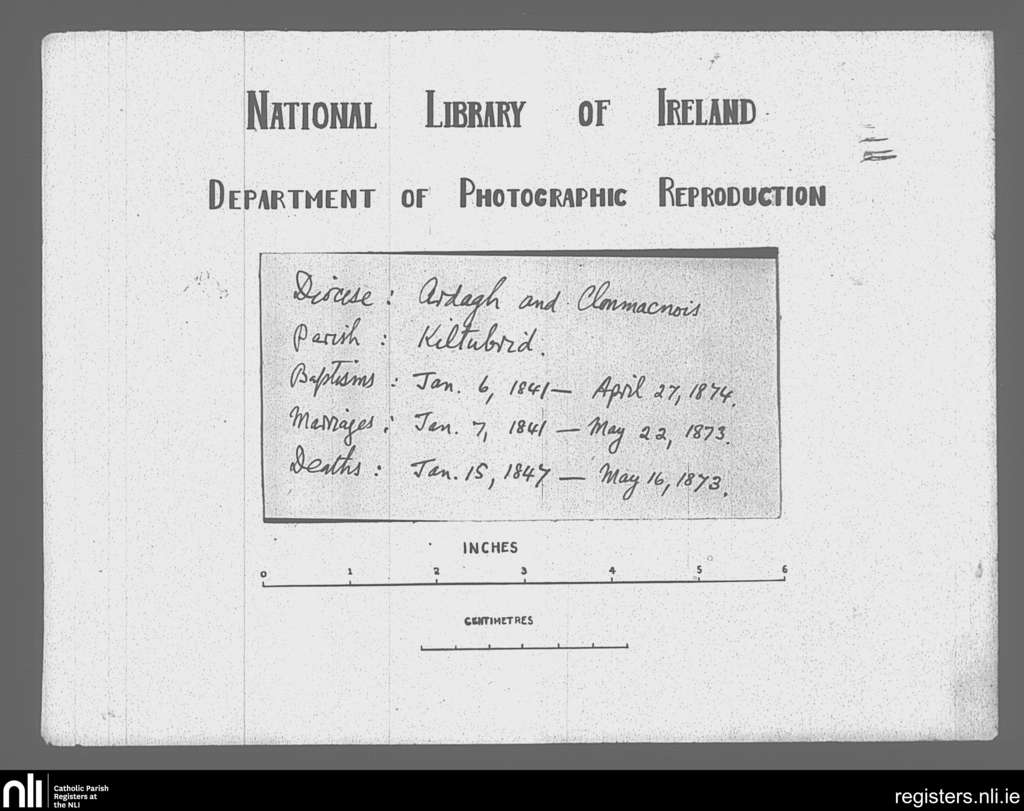 NATIONAL LIBRARY OF IRELAND
DEPARTMENT OF PHOTOGRAPHIC REPRODUCTION
Diocese : Ardagh and Clonmacnois
Parish : Kiltubrid.
Baptisms : Jan. 6, 1841 — April 27, 1874.
Marriages : Jan. 7, 1841 — May 22, 1873.
Deaths : Jan. 15, 1847 — May 16, 1873.
INCHES
0 1 2 3 4 5 6
CENTIMETRES
nli
Catholic Parish
Registers at
the NLI
registers.nli.ie